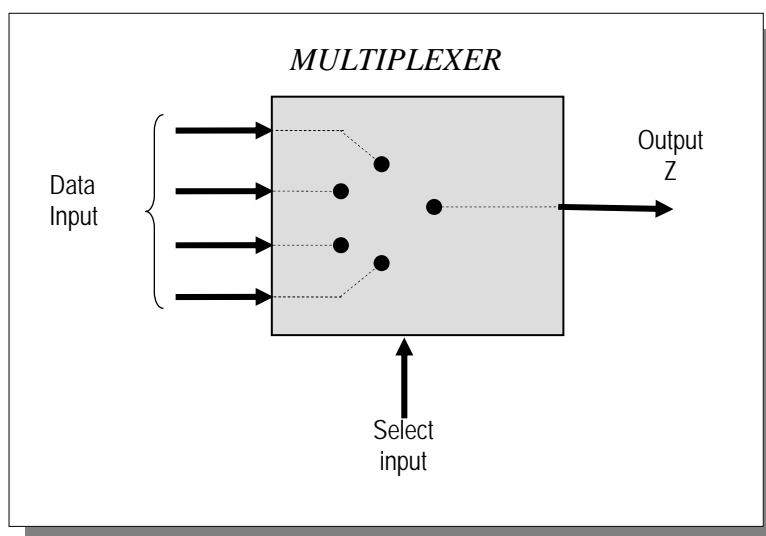 MULTIPLEXER
Data
Input
Output
Z
Select
input